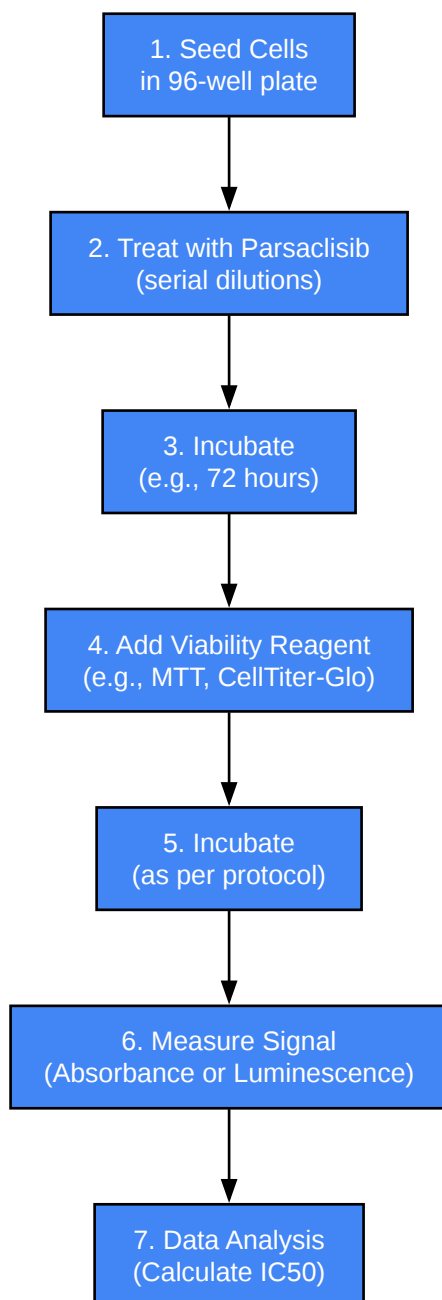 1. Seed Cells
in 96-well plate
2. Treat with Parsaclisib
(serial dilutions)
3. Incubate
(e.g., 72 hours)
4. Add Viability Reagent
(e.g., MTT, CellTiter-Glo)
5. Incubate
(as per protocol)
6. Measure Signal
(Absorbance or Luminescence)
7. Data Analysis
(Calculate IC50)